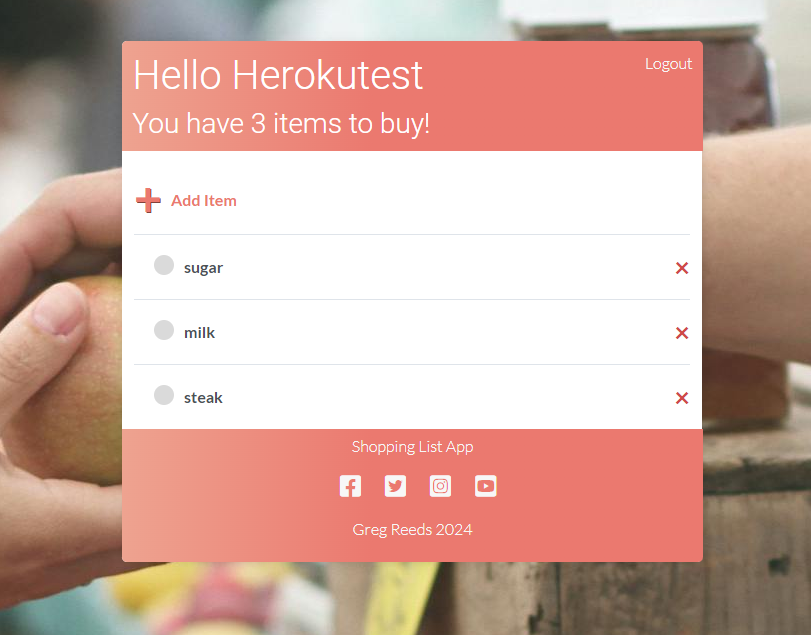 Hello Herokutest
Logout
You have 3 items to buy!
Add Item
sugar
milk
steak
Shopping List App
Greg Reeds 2024